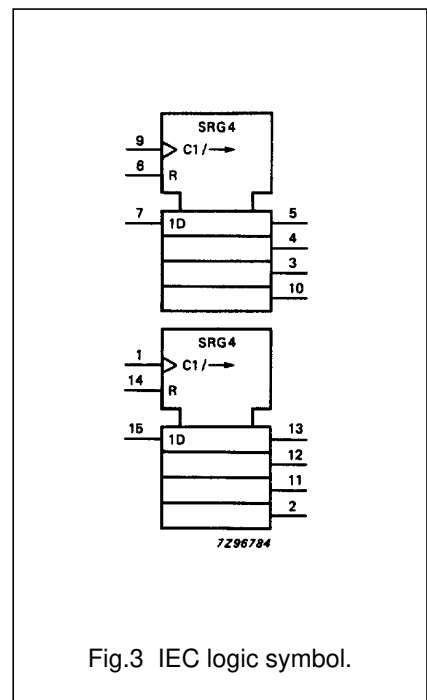 SRG4
9 C1/→
6 R
7 1D 5
4
3
10
SRG4
1 C1/→
14 R
15 1D 13
12
11
2
7Z96784
Fig.3 IEC logic symbol.